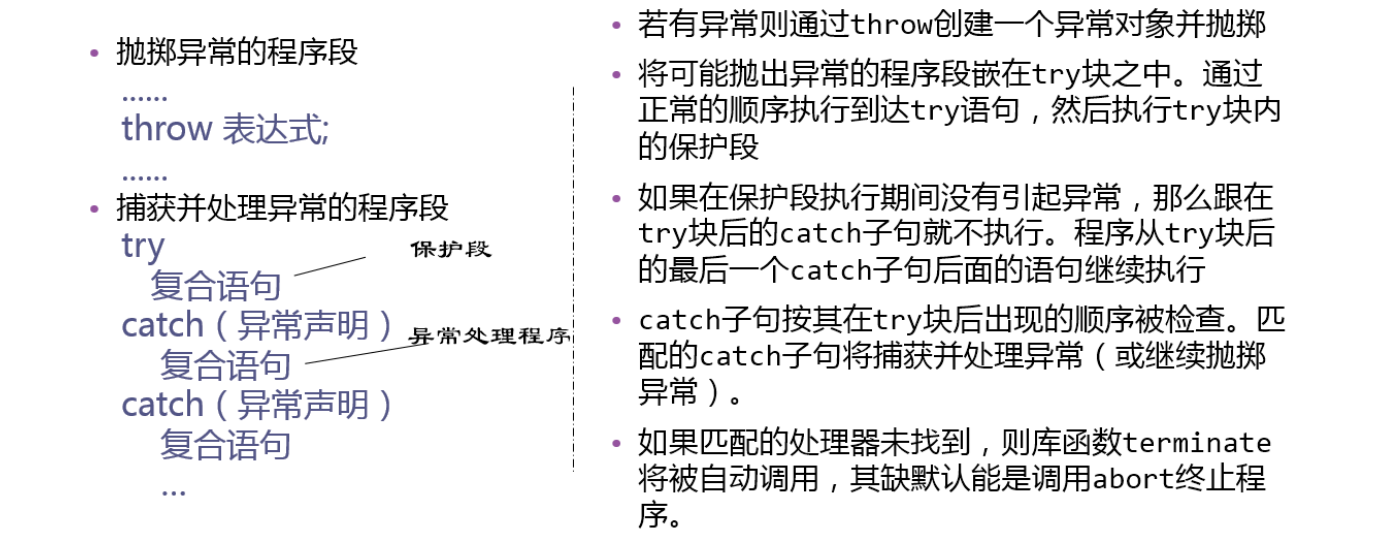 • 抛掷异常的程序段
......
throw 表达式;
......
• 捕获并处理异常的程序段
try
复合语句
保护段
catch（异常声明）
异常处理程序
复合语句
catch（异常声明）
复合语句
...
• 若有异常则通过throw创建一个异常对象并抛掷
• 将可能抛出异常的程序段嵌在try块之中。通过
正常的顺序执行到达try语句，然后执行try块内
的保护段
• 如果在保护段执行期间没有引起异常，那么跟在
try块后的catch子句就不执行。程序从try块后
的最后一个catch子句后面的语句继续执行
• catch子句按其在try块后出现的顺序被检查。匹
配的catch子句将捕获并处理异常（或继续抛掷
异常）。
• 如果匹配的处理器未找到，则库函数terminate
将被自动调用，其缺默认能是调用abort终止程
序。